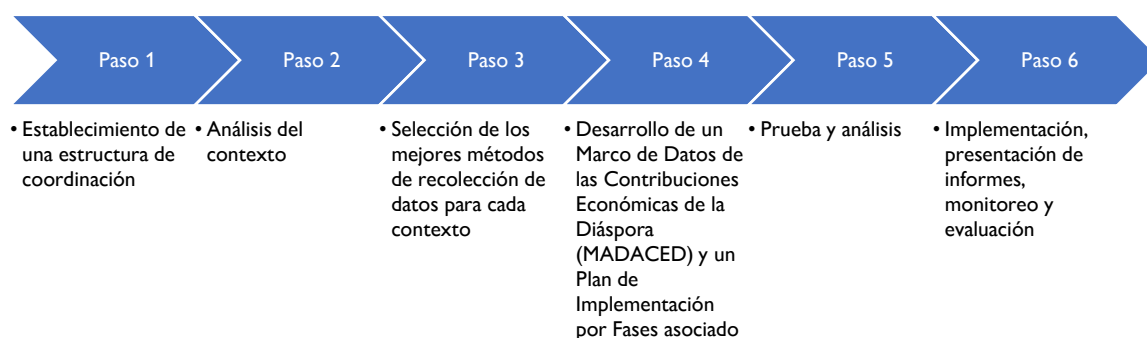 Paso 1
Paso 2
Paso 3
Paso 4
Paso 5
Paso 6
• Establecimiento de
una estructura de
coordinación
• Análisis del
contexto
• Selección de los
mejores métodos
de recolección de
datos para cada
contexto
• Desarrollo de un
Marco de Datos de
las Contribuciones
Económicas de la
Diáspora
(MADACED) y un
Plan de
Implementación
por Fases asociado
• Prueba y análisis
• Implementación,
presentación de
informes,
monitoreo y
evaluación